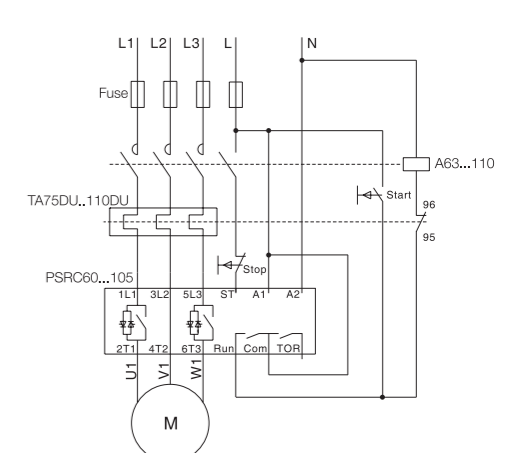 L1 L2 L3 L N
Fuse
A63...110
Start
TA75DU..110DU
96
95
Stop
PSRC60...105
1L1 3L2 5L3 ST A1 A2
2T1 4T2 6T3 Run Com TOR
U1 V1 W1
M